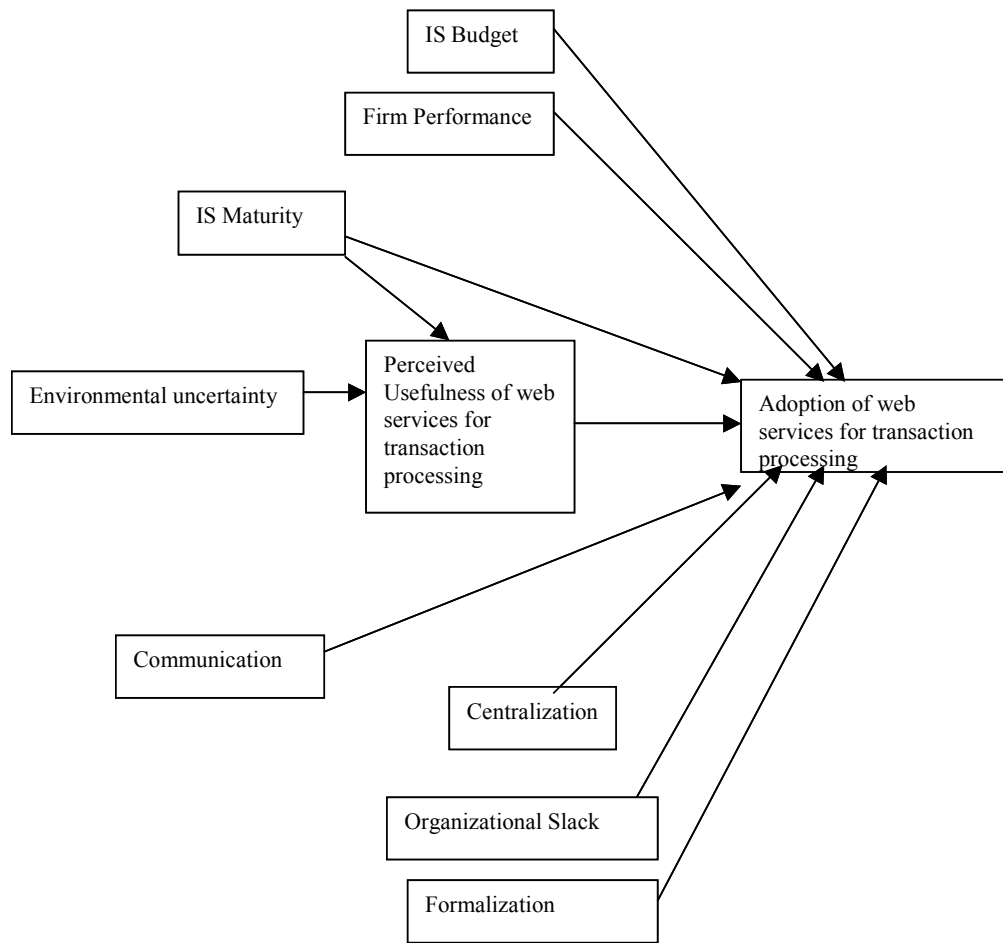 IS Budget
Firm Performance
IS Maturity
Perceived
Usefulness of web
services for
transaction
processing
Environmental uncertainty
Adoption of web
services for transaction
processing
Communication
Centralization
Organizational Slack
Formalization